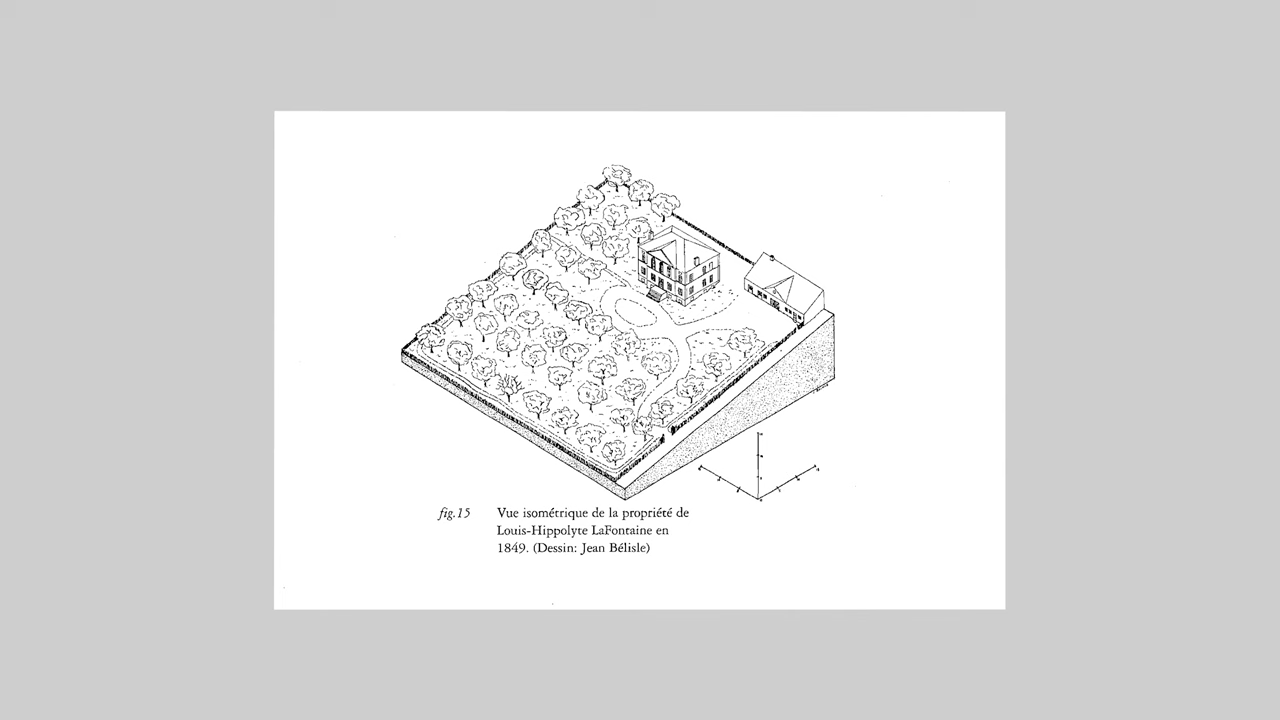 fig.15 Vue isométrique de la propriété de
Louis-Hippolyte LaFontaine en
1849. (Dessin: Jean Bélisle)